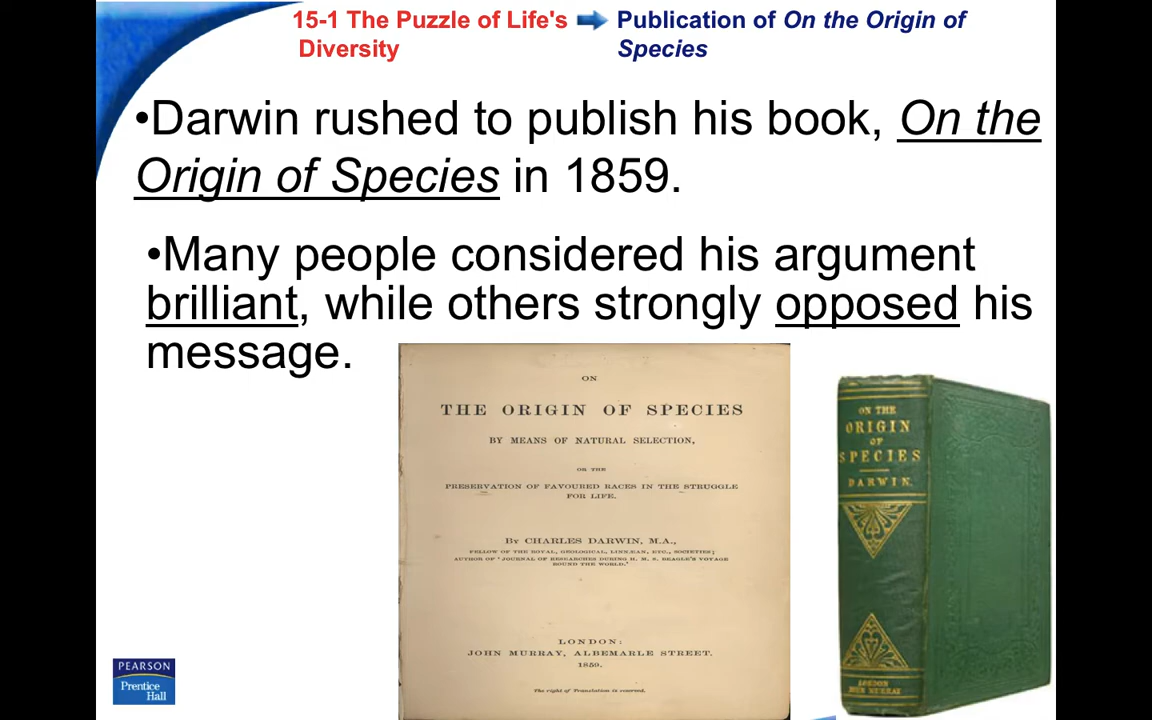 15-1 The Puzzle of Life's
Diversity
Publication of On the Origin of
Species
•Darwin rushed to publish his book, On the
Origin of Species in 1859.
•Many people considered his argument
brilliant, while others strongly opposed his
message.
ON
THE ORIGIN OF SPECIES
BY MEANS OF NATURAL SELECTION,
OR THE
PRESERVATION OF FAVOURED RACES IN THE STRUGGLE
FOR LIFE.
BY CHARLES DARWIN, M.A.,
FELLOW OF THE ROYAL, GEOLOGICAL, LINNÆAN, ETC., SOCIETIES;
AUTHOR OF 'JOURNAL OF RESEARCHES DURING H. M. S. BEAGLE'S VOYAGE
ROUND THE WORLD.'
LONDON:
JOHN MURRAY, ALBEMARLE STREET.
1859.
The right of Translation is reserved.
ON THE
ORIGIN
OF
SPECIES
DARWIN.
LONDON
JOHN MURRAY
PEARSON
Prentice
Hall